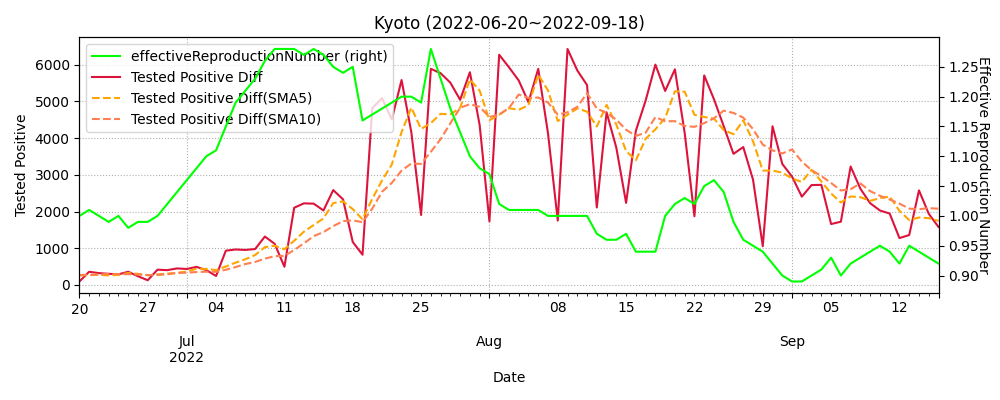 Kyoto (2022-06-20~2022-09-18)
effectiveReproductionNumber (right)
Tested Positive Diff
Tested Positive Diff(SMA5)
Tested Positive Diff(SMA10)
Tested Positive
6000
5000
4000
3000
2000
1000
0
1.25
1.20
1.15
1.10
1.05
1.00
0.95
0.90
Effective Reproduction Number
20 27 04 11 18 25 08 15 22 29 05 12
Jul Aug Sep
2022
Date